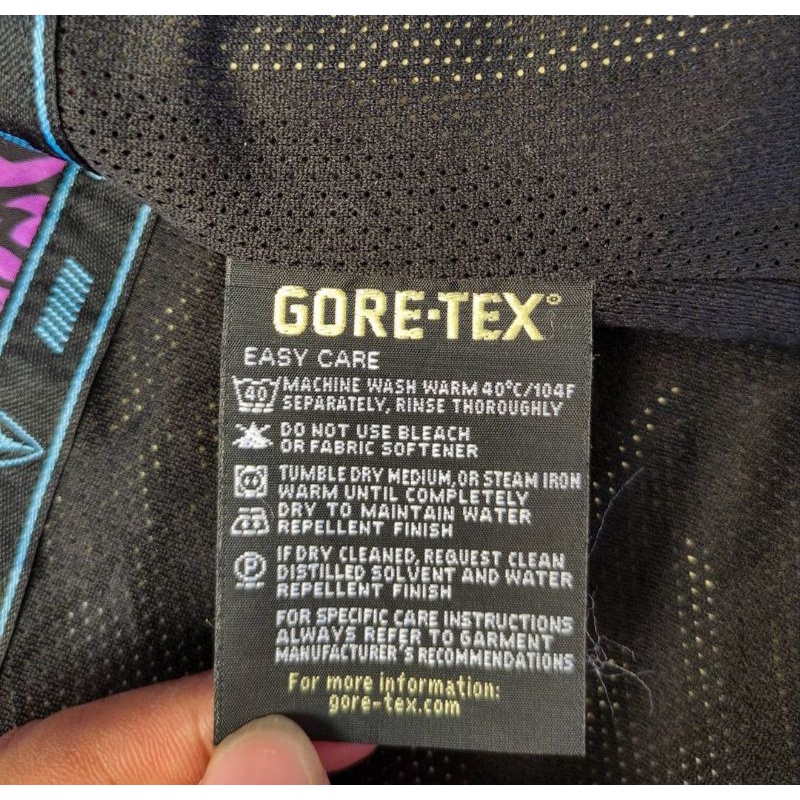 GORE-TEX®
EASY CARE
40 MACHINE WASH WARM 40°C/104F
SEPARATELY, RINSE THOROUGHLY
DO NOT USE BLEACH
OR FABRIC SOFTENER
TUMBLE DRY MEDIUM, OR STEAM IRON
WARM UNTIL COMPLETELY
DRY TO MAINTAIN WATER
REPELLENT FINISH
P IF DRY CLEANED, REQUEST CLEAN
DISTILLED SOLVENT AND WATER
REPELLENT FINISH
FOR SPECIFIC CARE INSTRUCTIONS
ALWAYS REFER TO GARMENT
MANUFACTURER'S RECOMMENDATIONS
For more information:
gore-tex.com